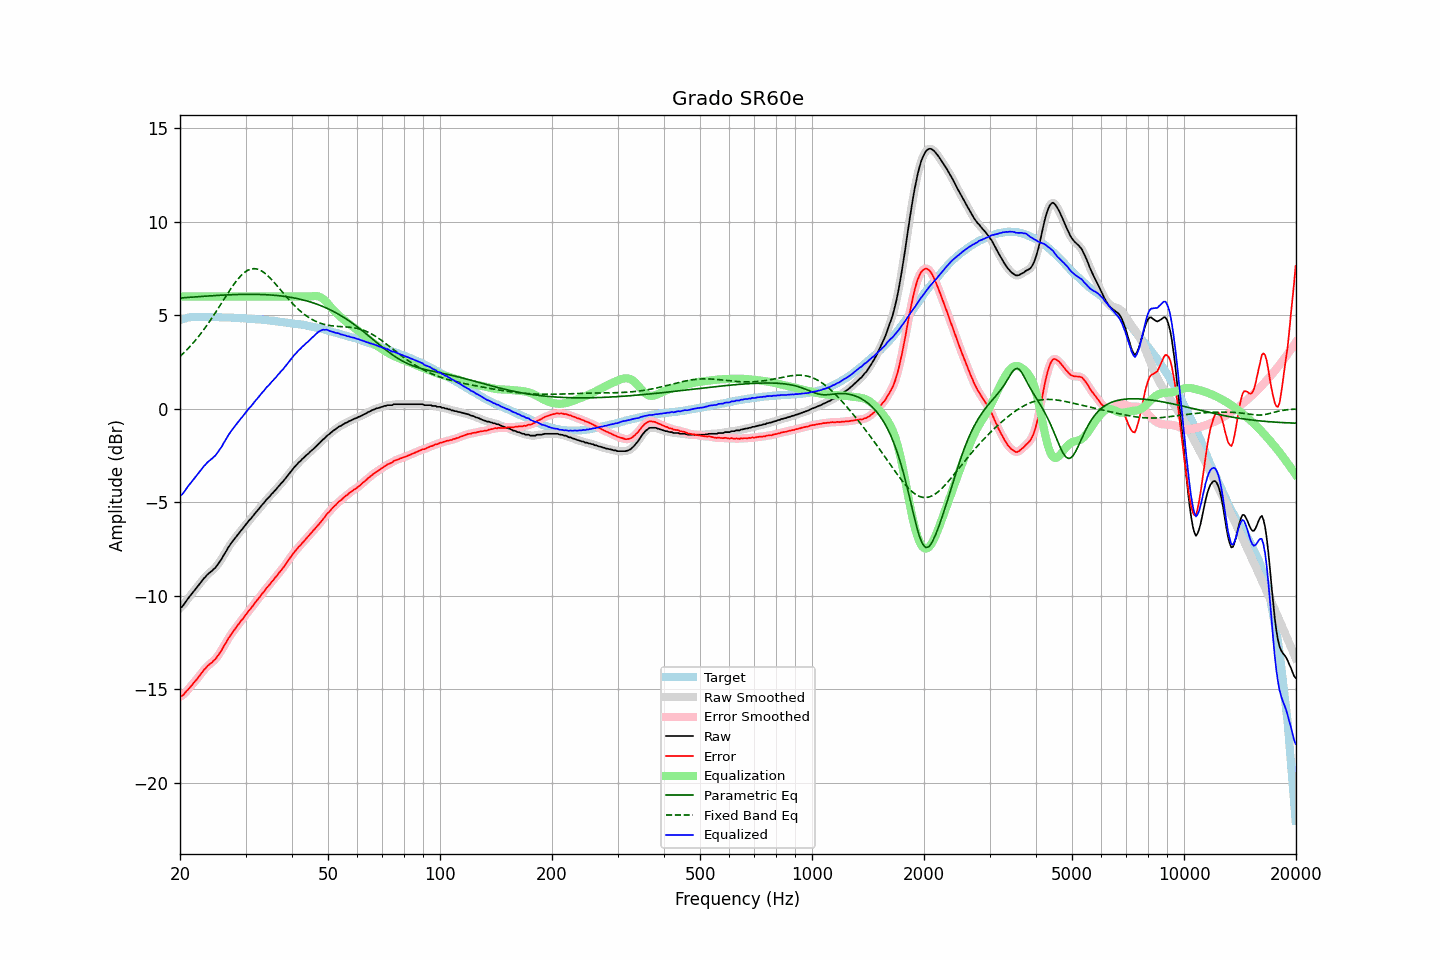 Grado SR60e
15
10
5
0
−5
−10
−15
−20
Amplitude (dBr)
20
50
100
200
500
1000
2000
5000
10000
20000
Frequency (Hz)
Target
Raw Smoothed
Error Smoothed
Raw
Error
Equalization
Parametric Eq
Fixed Band Eq
Equalized